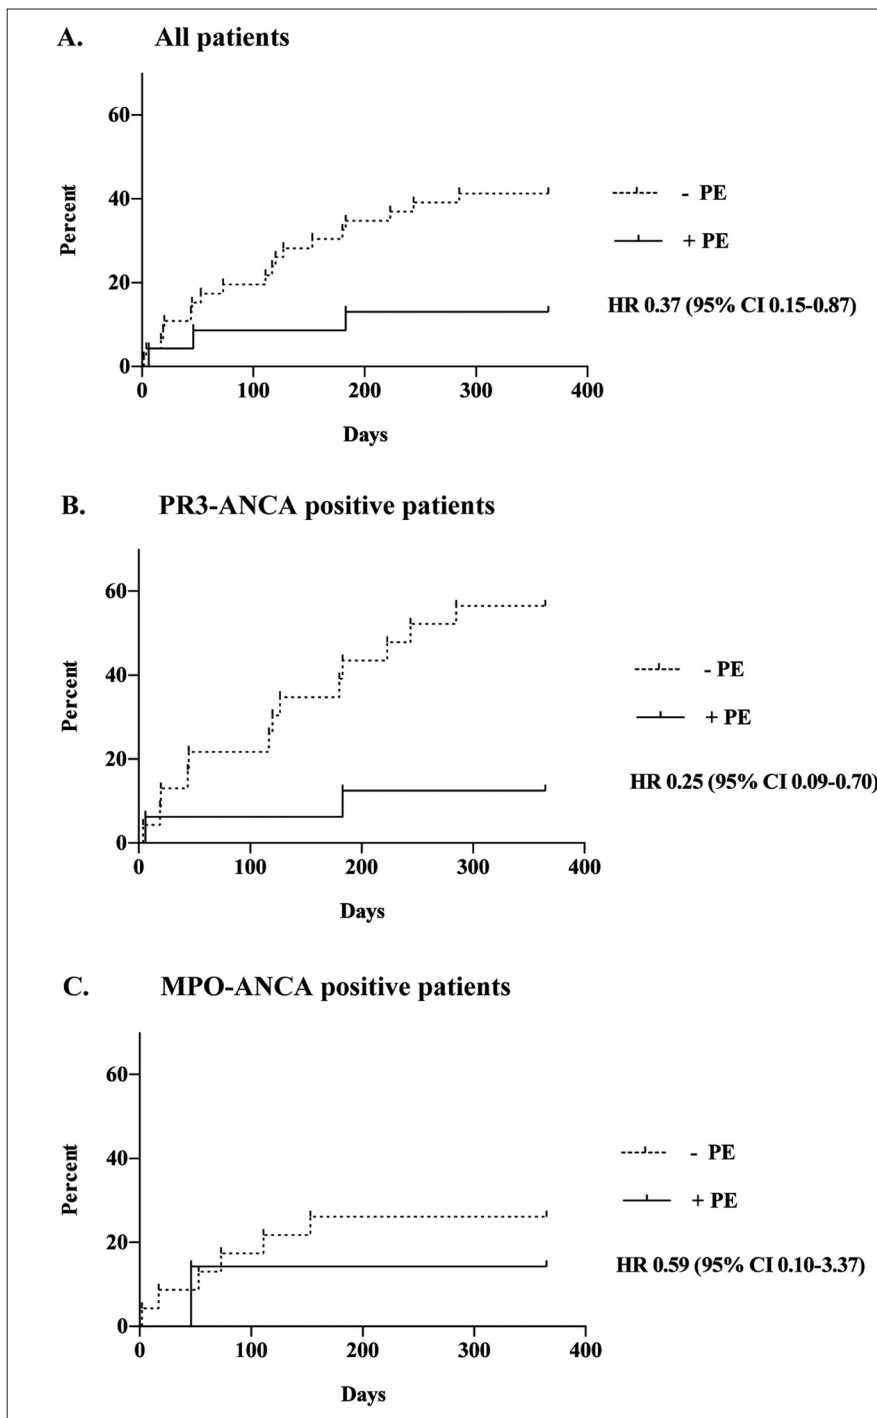 A. All patients
60
40
20
0
Percent
0 100 200 300 400
Days
- PE
+ PE
HR 0.37 (95% CI 0.15-0.87)
B. PR3-ANCA positive patients
60
40
20
0
Percent
0 100 200 300 400
Days
- PE
+ PE
HR 0.25 (95% CI 0.09-0.70)
C. MPO-ANCA positive patients
60
40
20
0
Percent
0 100 200 300 400
Days
- PE
+ PE
HR 0.59 (95% CI 0.10-3.37)